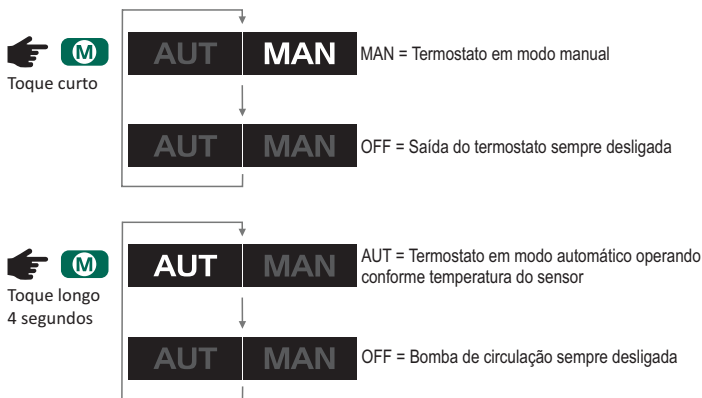 M
Toque curto
AUT MAN
MAN = Termostato em modo manual
AUT MAN
OFF = Saída do termostato sempre desligada
M
Toque longo
4 segundos
AUT MAN
AUT = Termostato em modo automático operando
conforme temperatura do sensor
AUT MAN
OFF = Bomba de circulação sempre desligada